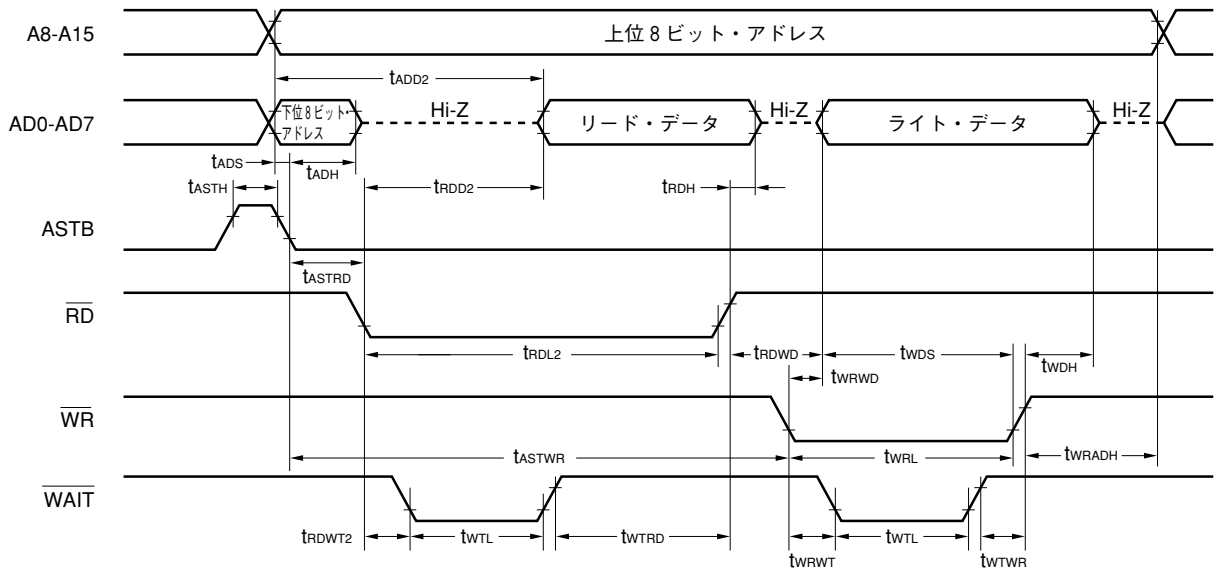 A8-A15
上位8ビット・アドレス
tADD2
AD0-AD7
下位8ビット・
アドレス
Hi-Z
リード・データ
Hi-Z
ライト・データ
Hi-Z
tADS
tADH
tASTH
tRDD2
tRDH
ASTB
tASTRD
RD
tRDL2
tRDWD
tWDS
tWDH
tWRWD
WR
tASTWR
tWRL
tWRADH
WAIT
tRDWT2
tWTL
tWTRD
tWRWT
tWTL
tWTWR